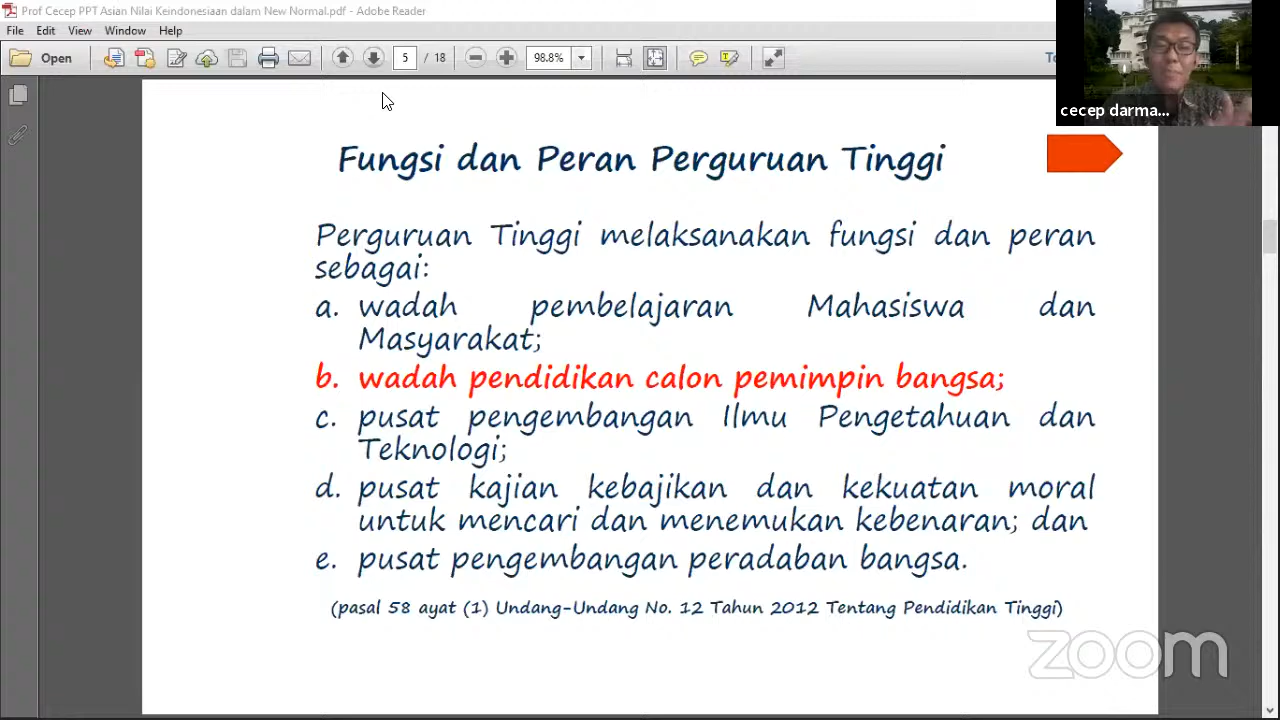 Prof Cecep PPT Asian Nilai Keindonesiaan dalam New Normal.pdf - Adobe Reader
File Edit View Window Help
Open 5 / 18 98.8% To
cecep darma...
Fungsi dan Peran Perguruan Tinggi
Perguruan Tinggi melaksanakan fungsi dan peran
sebagai:
a. wadah pembelajaran Mahasiswa dan
Masyarakat;
b. wadah pendidikan calon pemimpin bangsa;
c. pusat pengembangan Ilmu Pengetahuan dan
Teknologi;
d. pusat kajian kebajikan dan kekuatan moral
untuk mencari dan menemukan kebenaran; dan
e. pusat pengembangan peradaban bangsa.
(pasal 58 ayat (1) Undang-Undang No. 12 Tahun 2012 Tentang Pendidikan Tinggi)
zoom